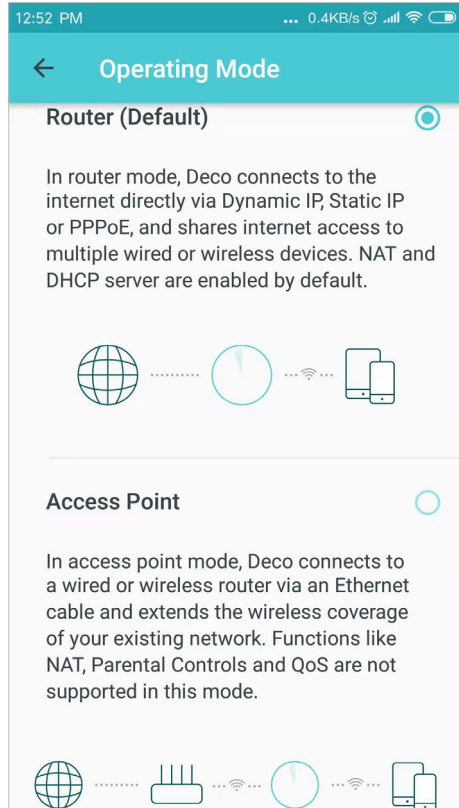 12:52 PM ... 0.4KB/s
Operating Mode
Router (Default)
In router mode, Deco connects to the
internet directly via Dynamic IP, Static IP
or PPPoE, and shares internet access to
multiple wired or wireless devices. NAT and
DHCP server are enabled by default.
Access Point
In access point mode, Deco connects to
a wired or wireless router via an Ethernet
cable and extends the wireless coverage
of your existing network. Functions like
NAT, Parental Controls and QoS are not
supported in this mode.